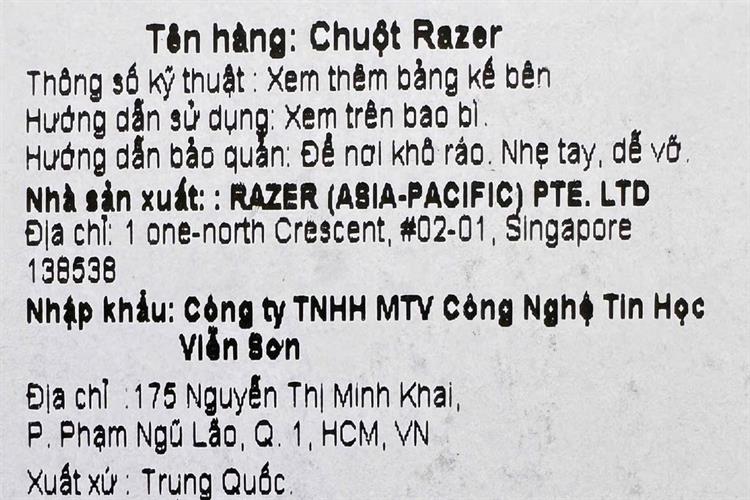 Tên hàng: Chuột Razer
Thông số kỹ thuật : Xem thêm bảng kế bên
Hướng dẫn sử dụng: Xem trên bao bì.
Hướng dẫn bảo quản: Để nơi khô ráo. Nhẹ tay, dễ vỡ.
Nhà sản xuất: : RAZER (ASIA-PACIFIC) PTE. LTD
Địa chỉ: 1 one-north Crescent, #02-01, Singapore
138538
Nhập khẩu: Công ty TNHH MTV Công Nghệ Tin Học
Viễn Sơn
Địa chỉ : 175 Nguyễn Thị Minh Khai,
P. Phạm Ngũ Lão, Q. 1, HCM, VN
Xuất xứ : Trung Quốc.